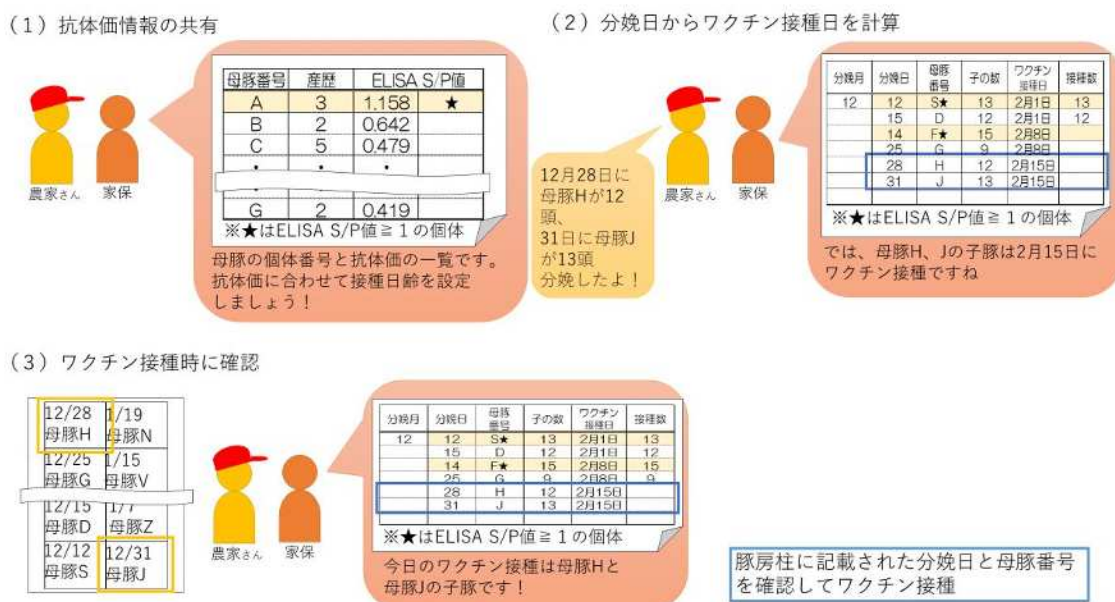 （１）抗体価情報の共有
母豚番号 産歴 ELISA S/P値
A 3 1.158 ★
B 2 0.642
C 5 0.479
・ ・ ・
G 2 0.419
※★はELISA S/P値≧１の個体
母豚の個体番号と抗体価の一覧です。
抗体価に合わせて接種日齢を設定
しましょう！
農家さん 家保
（２）分娩日からワクチン接種日を計算
12月28日に
母豚Hが12
頭、
31日に母豚J
が13頭
分娩したよ！
農家さん 家保
分娩月 分娩日 母豚番号 子の数 ワクチン接種日 接種数
12 12 S★ 13 2月1日 13
15 D 12 2月1日 12
14 F★ 15 2月8日
25 G 9 2月8日
28 H 12 2月15日
31 J 13 2月15日
※★はELISA S/P値≧１の個体
では、母豚H、Jの子豚は2月15日に
ワクチン接種ですね
（３）ワクチン接種時に確認
12/28 1/19
母豚H 母豚N
12/25 1/15
母豚G 母豚V
12/15 1/7
母豚D 母豚Z
12/12 12/31
母豚S 母豚J
農家さん 家保
分娩月 分娩日 母豚番号 子の数 ワクチン接種日 接種数
12 12 S★ 13 2月1日 13
15 D 12 2月1日 12
14 F★ 15 2月8日 15
25 G 9 2月8日 9
28 H 12 2月15日
31 J 13 2月15日
※★はELISA S/P値≧１の個体
今日のワクチン接種は母豚Hと
母豚Jの子豚です！
豚房柱に記載された分娩日と母豚番号
を確認してワクチン接種